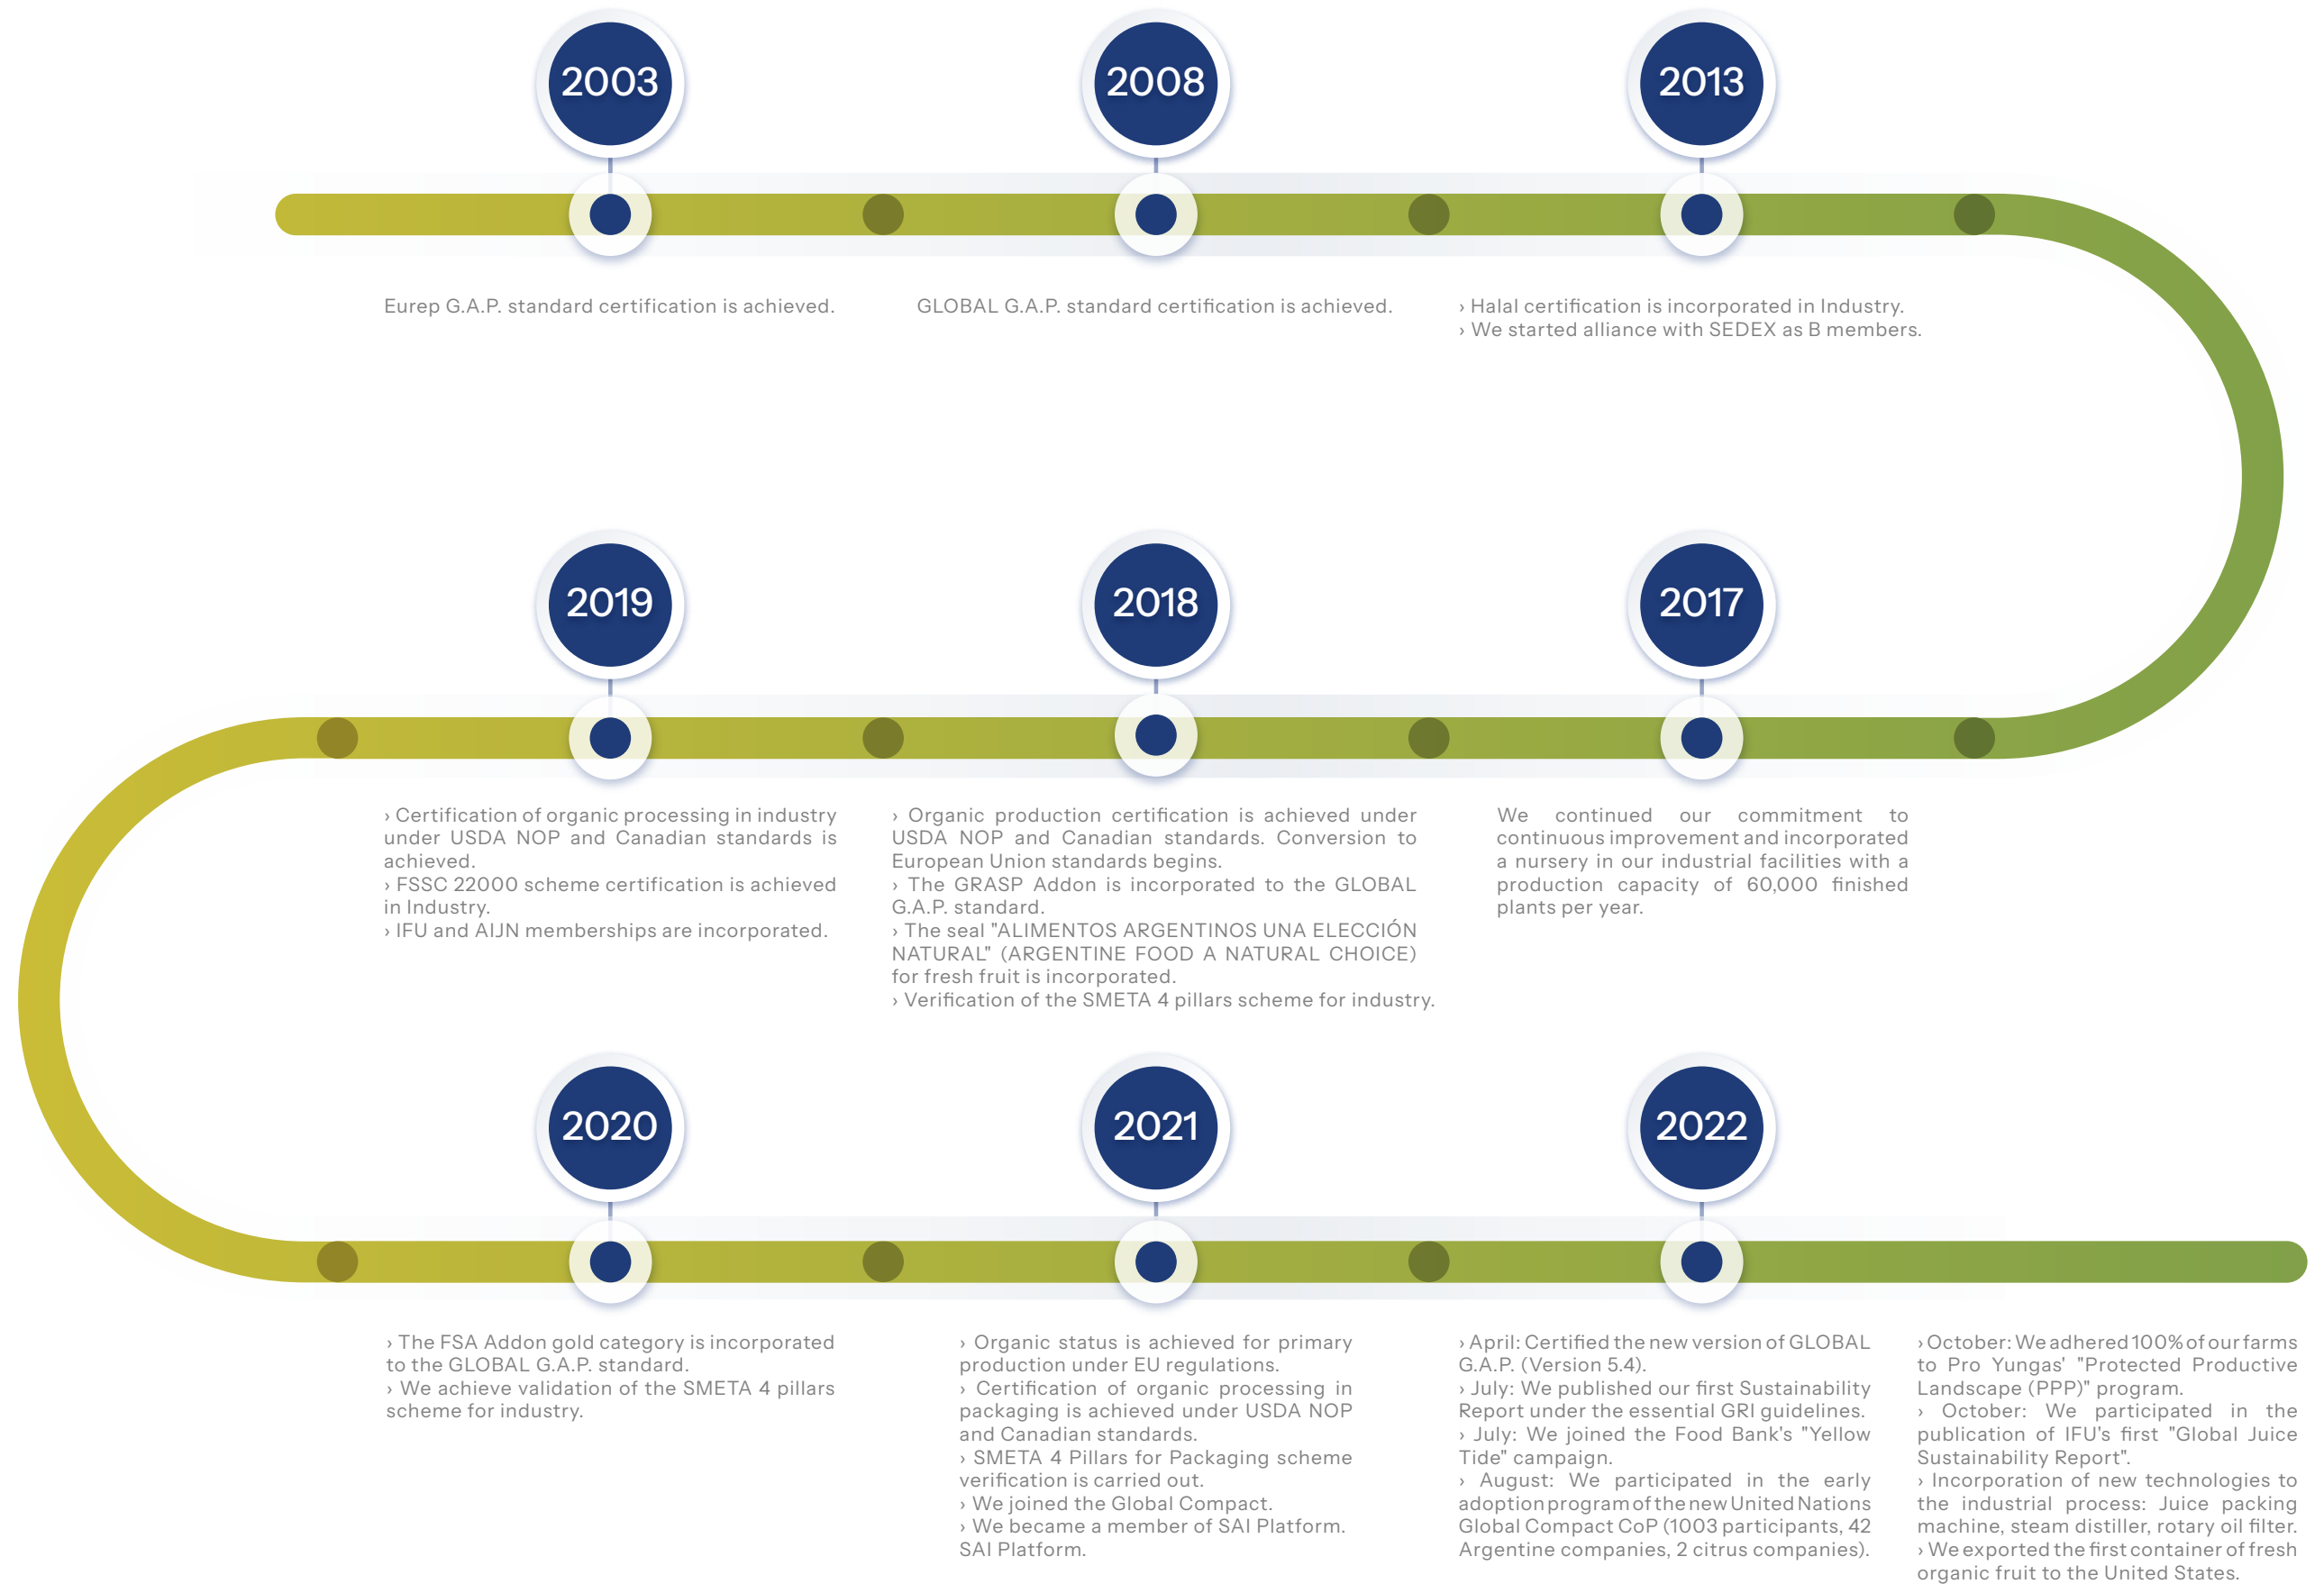 2003
Eurep G.A.P. standard certification is achieved.
2008
GLOBAL G.A.P. standard certification is achieved.
2013
› Halal certification is incorporated in Industry.
› We started alliance with SEDEX as B members.
2017
We continued our commitment to
continuous improvement and incorporated
a nursery in our industrial facilities with a
production capacity of 60,000 finished
plants per year.
2018
› Organic production certification is achieved under
USDA NOP and Canadian standards. Conversion to
European Union standards begins.
› The GRASP Addon is incorporated to the GLOBAL
G.A.P. standard.
› The seal "ALIMENTOS ARGENTINOS UNA ELECCIÓN
NATURAL" (ARGENTINE FOOD A NATURAL CHOICE)
for fresh fruit is incorporated.
› Verification of the SMETA 4 pillars scheme for industry.
2019
› Certification of organic processing in industry
under USDA NOP and Canadian standards is
achieved.
› FSSC 22000 scheme certification is achieved
in Industry.
› IFU and AIJN memberships are incorporated.
2020
› The FSA Addon gold category is incorporated
to the GLOBAL G.A.P. standard.
› We achieve validation of the SMETA 4 pillars
scheme for industry.
2021
› Organic status is achieved for primary
production under EU regulations.
› Certification of organic processing in
packaging is achieved under USDA NOP
and Canadian standards.
› SMETA 4 Pillars for Packaging scheme
verification is carried out.
› We joined the Global Compact.
› We became a member of SAI Platform.
SAI Platform.
2022
› April: Certified the new version of GLOBAL
G.A.P. (Version 5.4).
› July: We published our first Sustainability
Report under the essential GRI guidelines.
› July: We joined the Food Bank's "Yellow
Tide" campaign.
› August: We participated in the early
adoption program of the new United Nations
Global Compact CoP (1003 participants, 42
Argentine companies, 2 citrus companies).
› October: We adhered 100% of our farms
to Pro Yungas' "Protected Productive
Landscape (PPP)" program.
› October: We participated in the
publication of IFU's first "Global Juice
Sustainability Report".
› Incorporation of new technologies to
the industrial process: Juice packing
machine, steam distiller, rotary oil filter.
› We exported the first container of fresh
organic fruit to the United States.